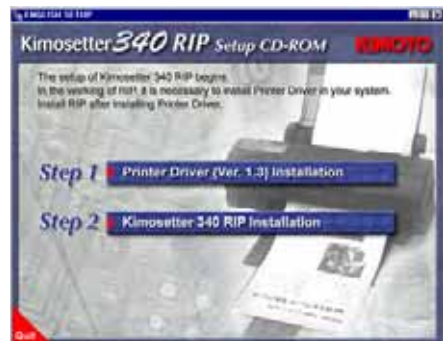 ENGLISH SETUP
Kimosetter 340 RIP Setup CD-ROM KIMOTO
The setup of Kimosetter 340 RIP begins.
In the working of RIP, it is necessary to install Printer Driver in your system.
Install RIP after installing Printer Driver.
Step 1 Printer Driver (Ver. 1.3) Installation
Step 2 Kimosetter 340 RIP Installation
Quit